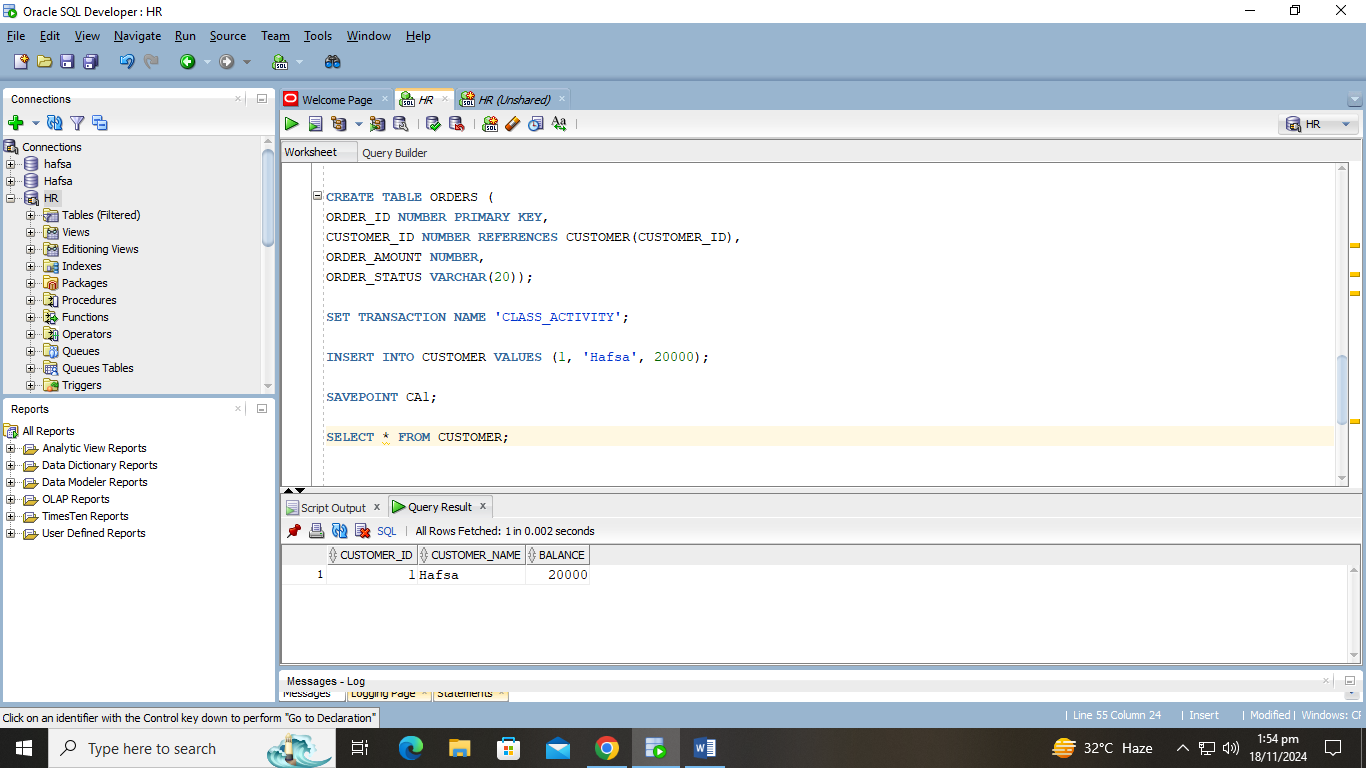 Oracle SQL Developer : HR
File Edit View Navigate Run Source Team Tools Window Help
Connections
Connections
hafsa
Hafsa
HR
Tables (Filtered)
Views
Editioning Views
Indexes
Packages
Procedures
Functions
Operators
Queues
Queues Tables
Triggers
Reports
All Reports
Analytic View Reports
Data Dictionary Reports
Data Modeler Reports
OLAP Reports
TimesTen Reports
User Defined Reports
Welcome Page HR HR (Unshared)
Aa
HR
Worksheet Query Builder
CREATE TABLE ORDERS (
ORDER_ID NUMBER PRIMARY KEY,
CUSTOMER_ID NUMBER REFERENCES CUSTOMER(CUSTOMER_ID),
ORDER_AMOUNT NUMBER,
ORDER_STATUS VARCHAR(20));
SET TRANSACTION NAME 'CLASS_ACTIVITY';
INSERT INTO CUSTOMER VALUES (1, 'Hafsa', 20000);
SAVEPOINT CA1;
SELECT * FROM CUSTOMER;
Script Output x Query Result x
SQL | All Rows Fetched: 1 in 0.002 seconds
CUSTOMER_ID CUSTOMER_NAME BALANCE
1 1 Hafsa 20000
Messages - Log
Messages Logging Page Statements
Click on an identifier with the Control key down to perform "Go to Declaration"
Line 55 Column 24 | Insert | Modified | Windows: CF
Type here to search
32°C Haze
1:54 pm
18/11/2024